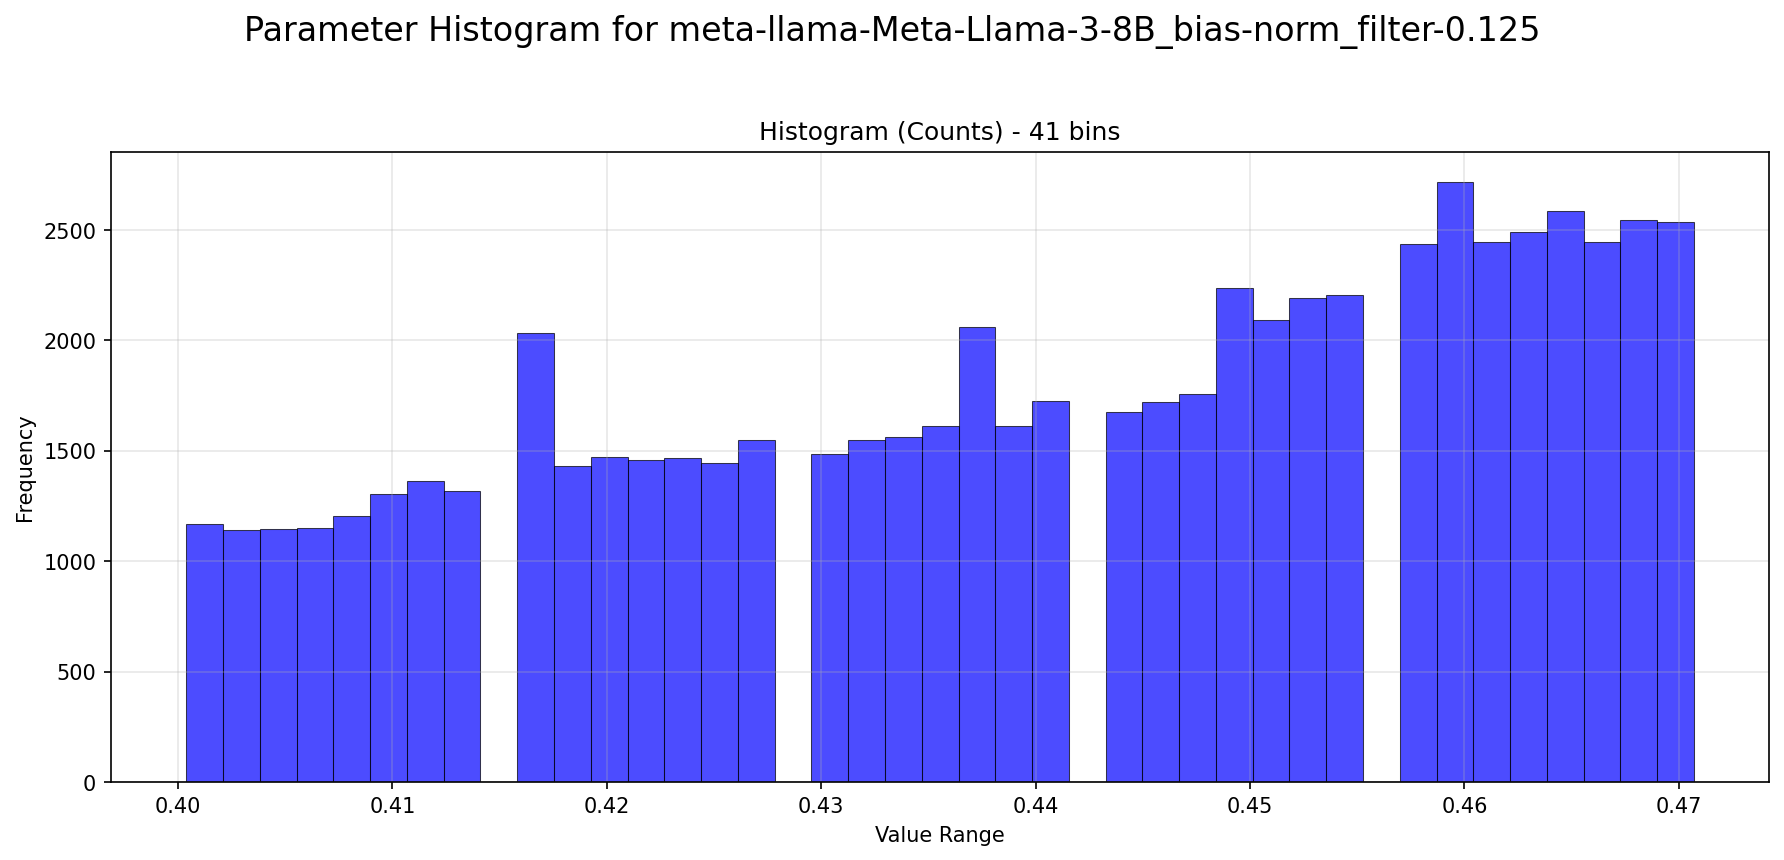 Parameter Histogram for meta-llama-Meta-Llama-3-8B_bias-norm_filter-0.125
Histogram (Counts) - 41 bins
Frequency
2500
2000
1500
1000
500
0
0.40 0.41 0.42 0.43 0.44 0.45 0.46 0.47
Value Range